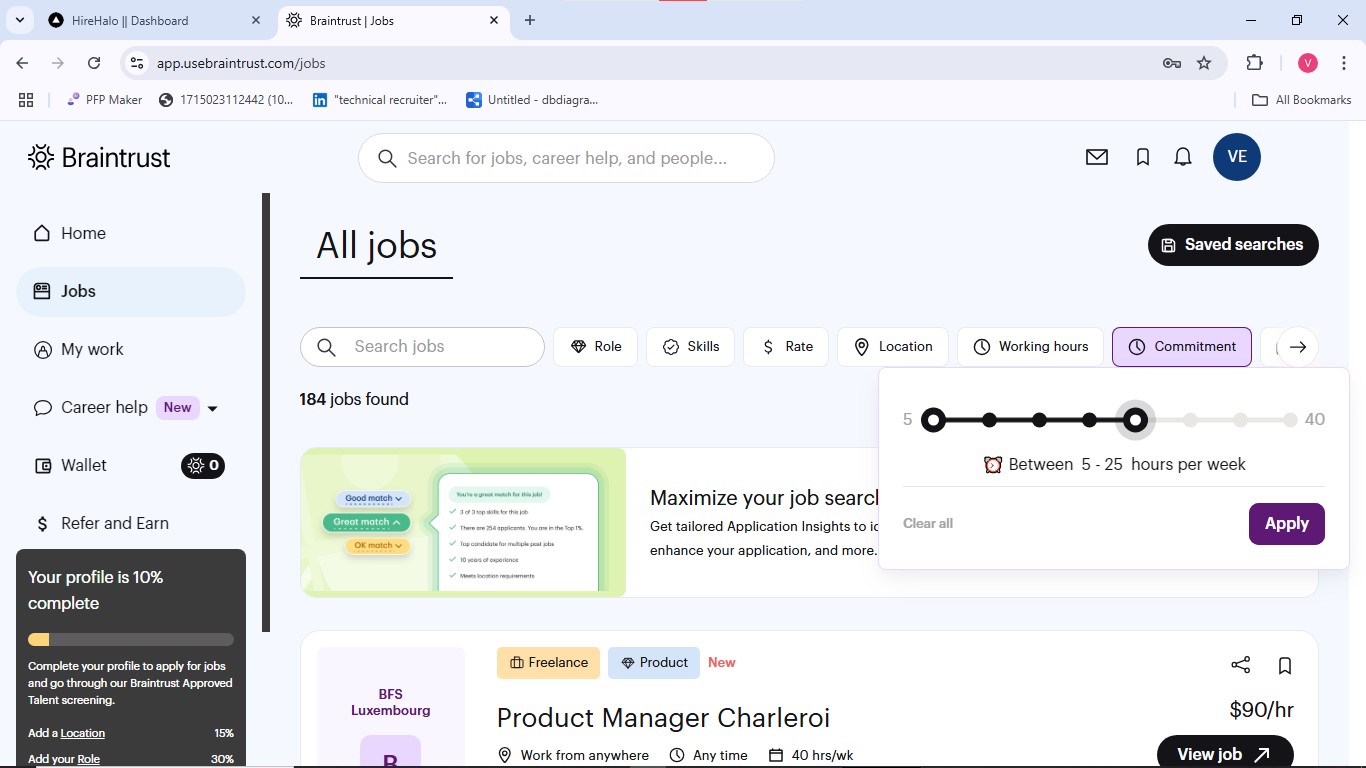 HireHalo || Dashboard
Braintrust | Jobs
app.usebraintrust.com/jobs
V
PFP Maker
1715023112442 (10...
"technical recruiter"...
Untitled - dbdiagra...
All Bookmarks
Braintrust
Search for jobs, career help, and people...
VE
Home
Jobs
My work
Career help New
Wallet
0
Refer and Earn
Your profile is 10%
complete
Complete your profile to apply for jobs
and go through our Braintrust Approved
Talent screening.
Add a Location 15%
Add your Role 30%
All jobs
Saved searches
Search jobs
Role
Skills
$ Rate
Location
Working hours
Commitment
184 jobs found
5
40
Between 5 - 25 hours per week
Clear all
Apply
Good match
Great match
OK match
You're a great match for this job!
3 of 3 top skills for this job
There are 254 applicants. You are in the Top 1%.
Top candidate for multiple past jobs
10 years of experience
Meets location requirements
Maximize your job searc
Get tailored Application Insights to i
enhance your application, and more.
Freelance
Product
New
BFS
Luxembourg
B
Product Manager Charleroi
$90/hr
Work from anywhere
Any time
40 hrs/wk
View job